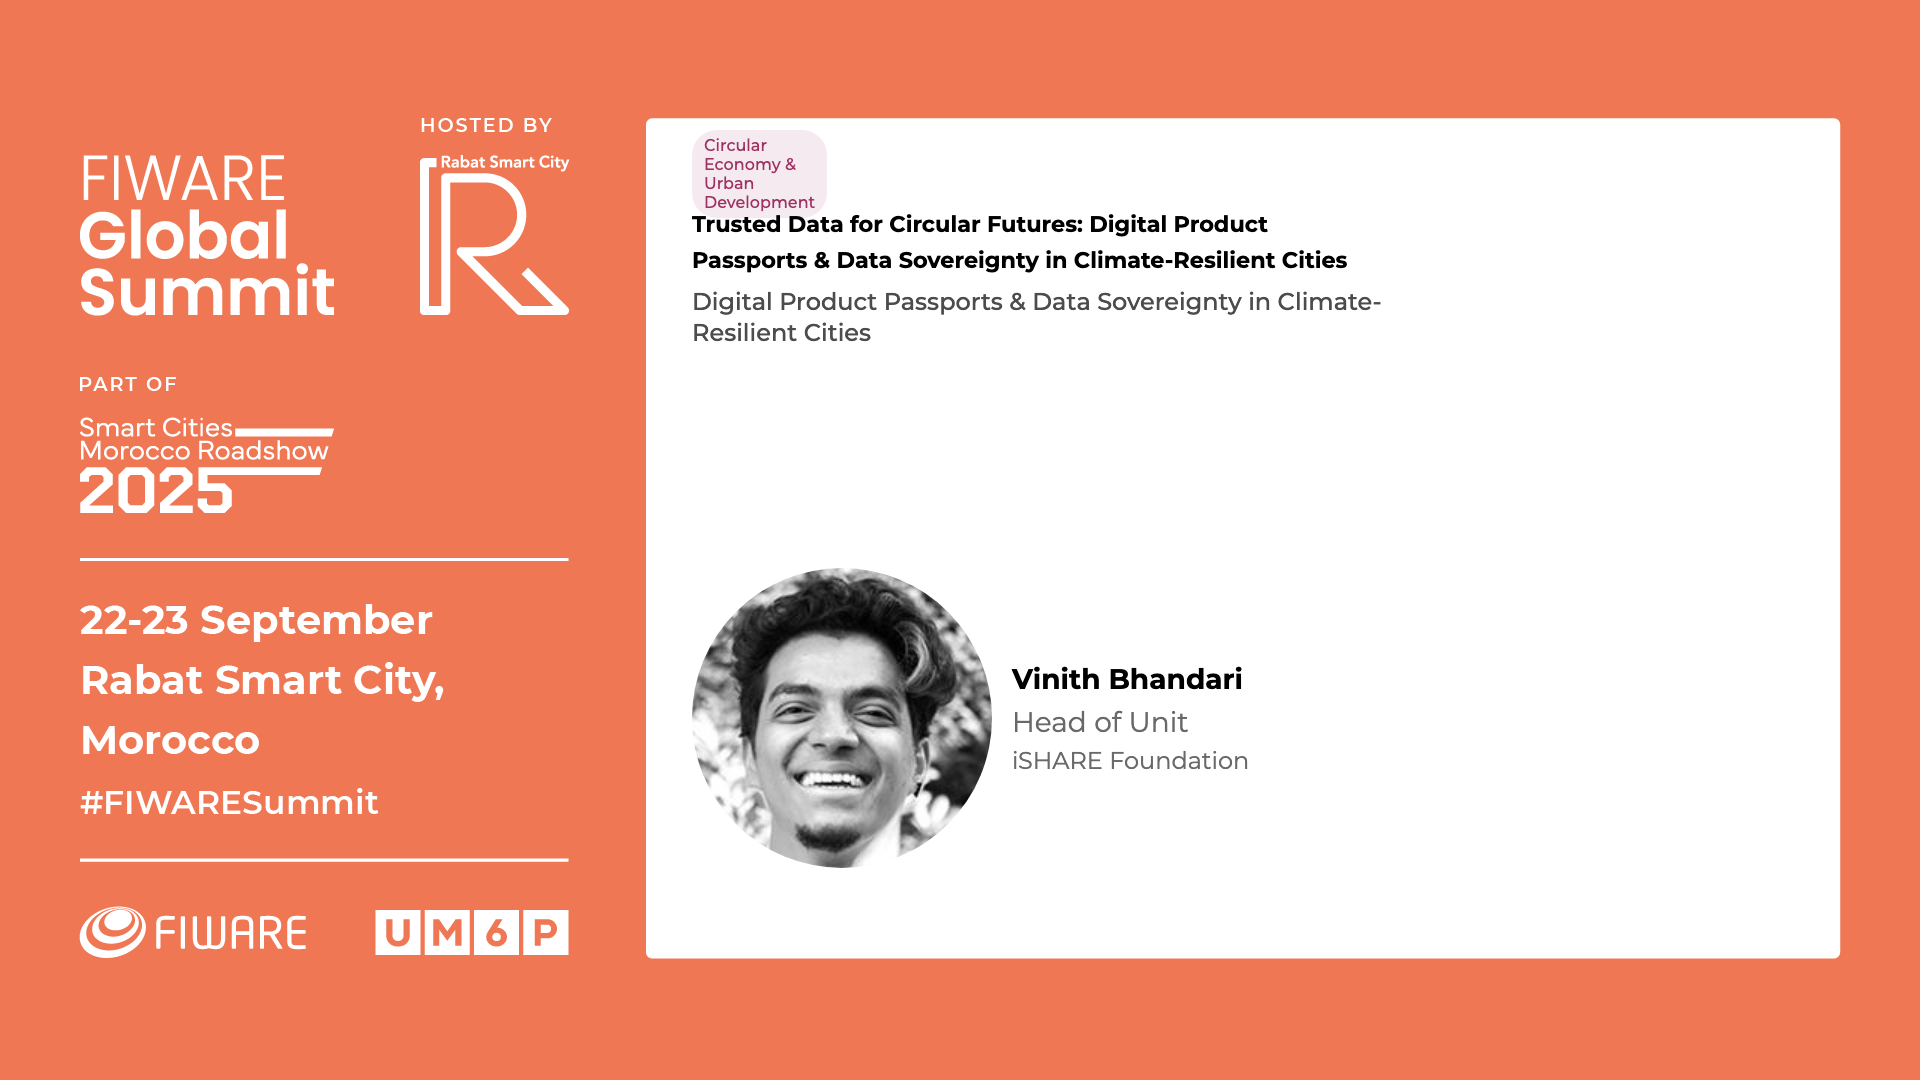 FIWARE
Global
Summit
HOSTED BY
Rabat Smart City
R
PART OF
Smart Cities
Morocco Roadshow
2025
22-23 September
Rabat Smart City,
Morocco
#FIWARESummit
FIWARE
UM6P
Circular
Economy &
Urban
Development
Trusted Data for Circular Futures: Digital Product
Passports & Data Sovereignty in Climate-Resilient Cities
Digital Product Passports & Data Sovereignty in Climate-
Resilient Cities
Vinith Bhandari
Head of Unit
iSHARE Foundation